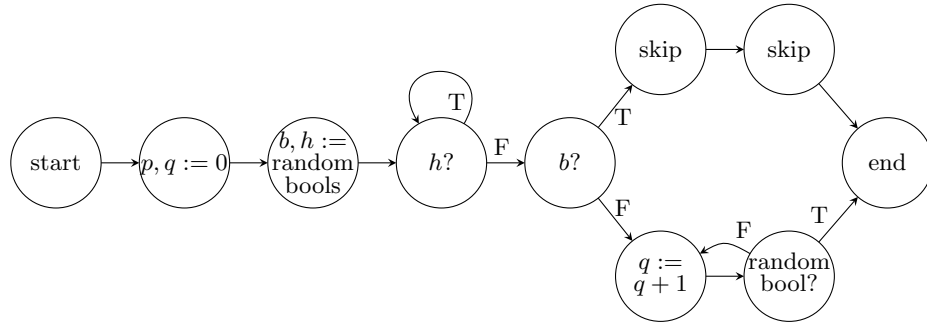 start
p, q := 0
b, h :=
random
bools
h?
T
F
b?
T
skip
skip
F
q :=
q + 1
F
random
bool?
T
end